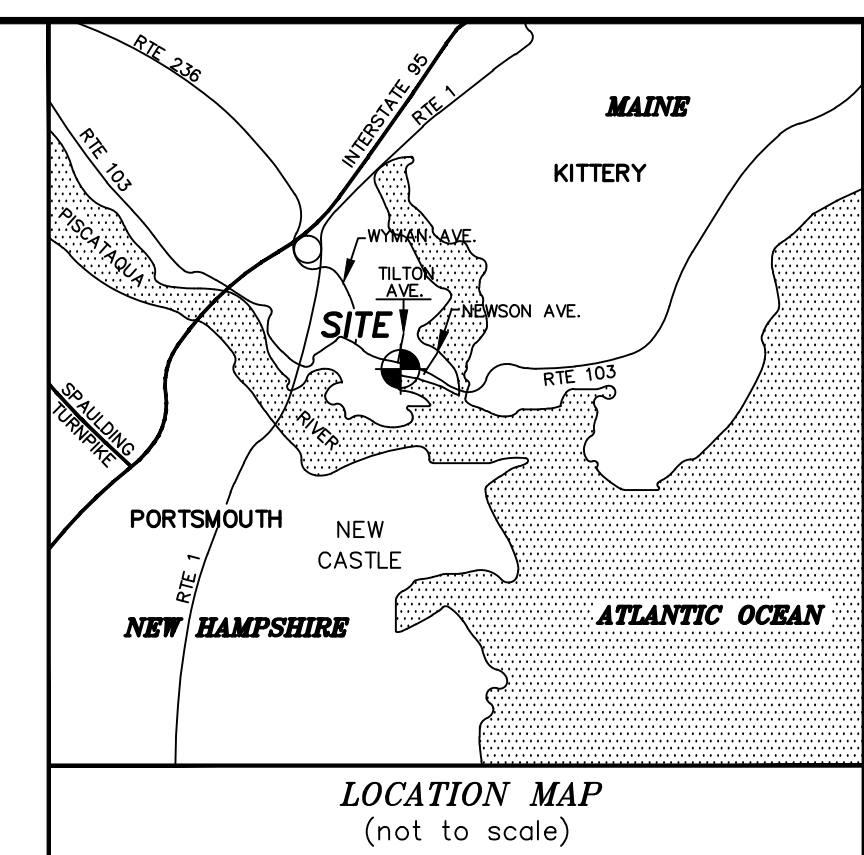 RTE 236
INTERSTATE 95
RTE 1
MAINE
KITTERY
RTE 103
PISCATAQUA
WYMAN AVE.
TILTON
AVE.
NEWSON AVE.
SITE
RTE 103
SPAULDING
TURNPIKE
RIVER
PORTSMOUTH
NEW
CASTLE
RTE 1
NEW HAMPSHIRE
ATLANTIC OCEAN
LOCATION MAP
(not to scale)